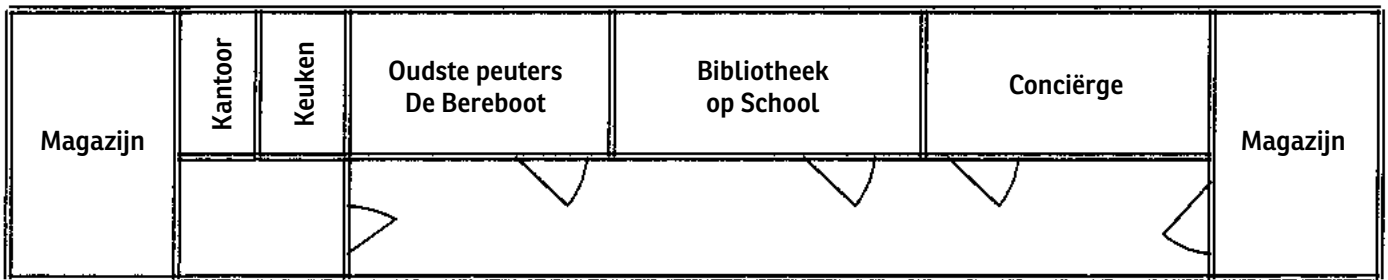 Magazijn
Kantoor
Keuken
Oudste peuters
De Bereboot
Bibliotheek
op School
Conciërge
Magazijn